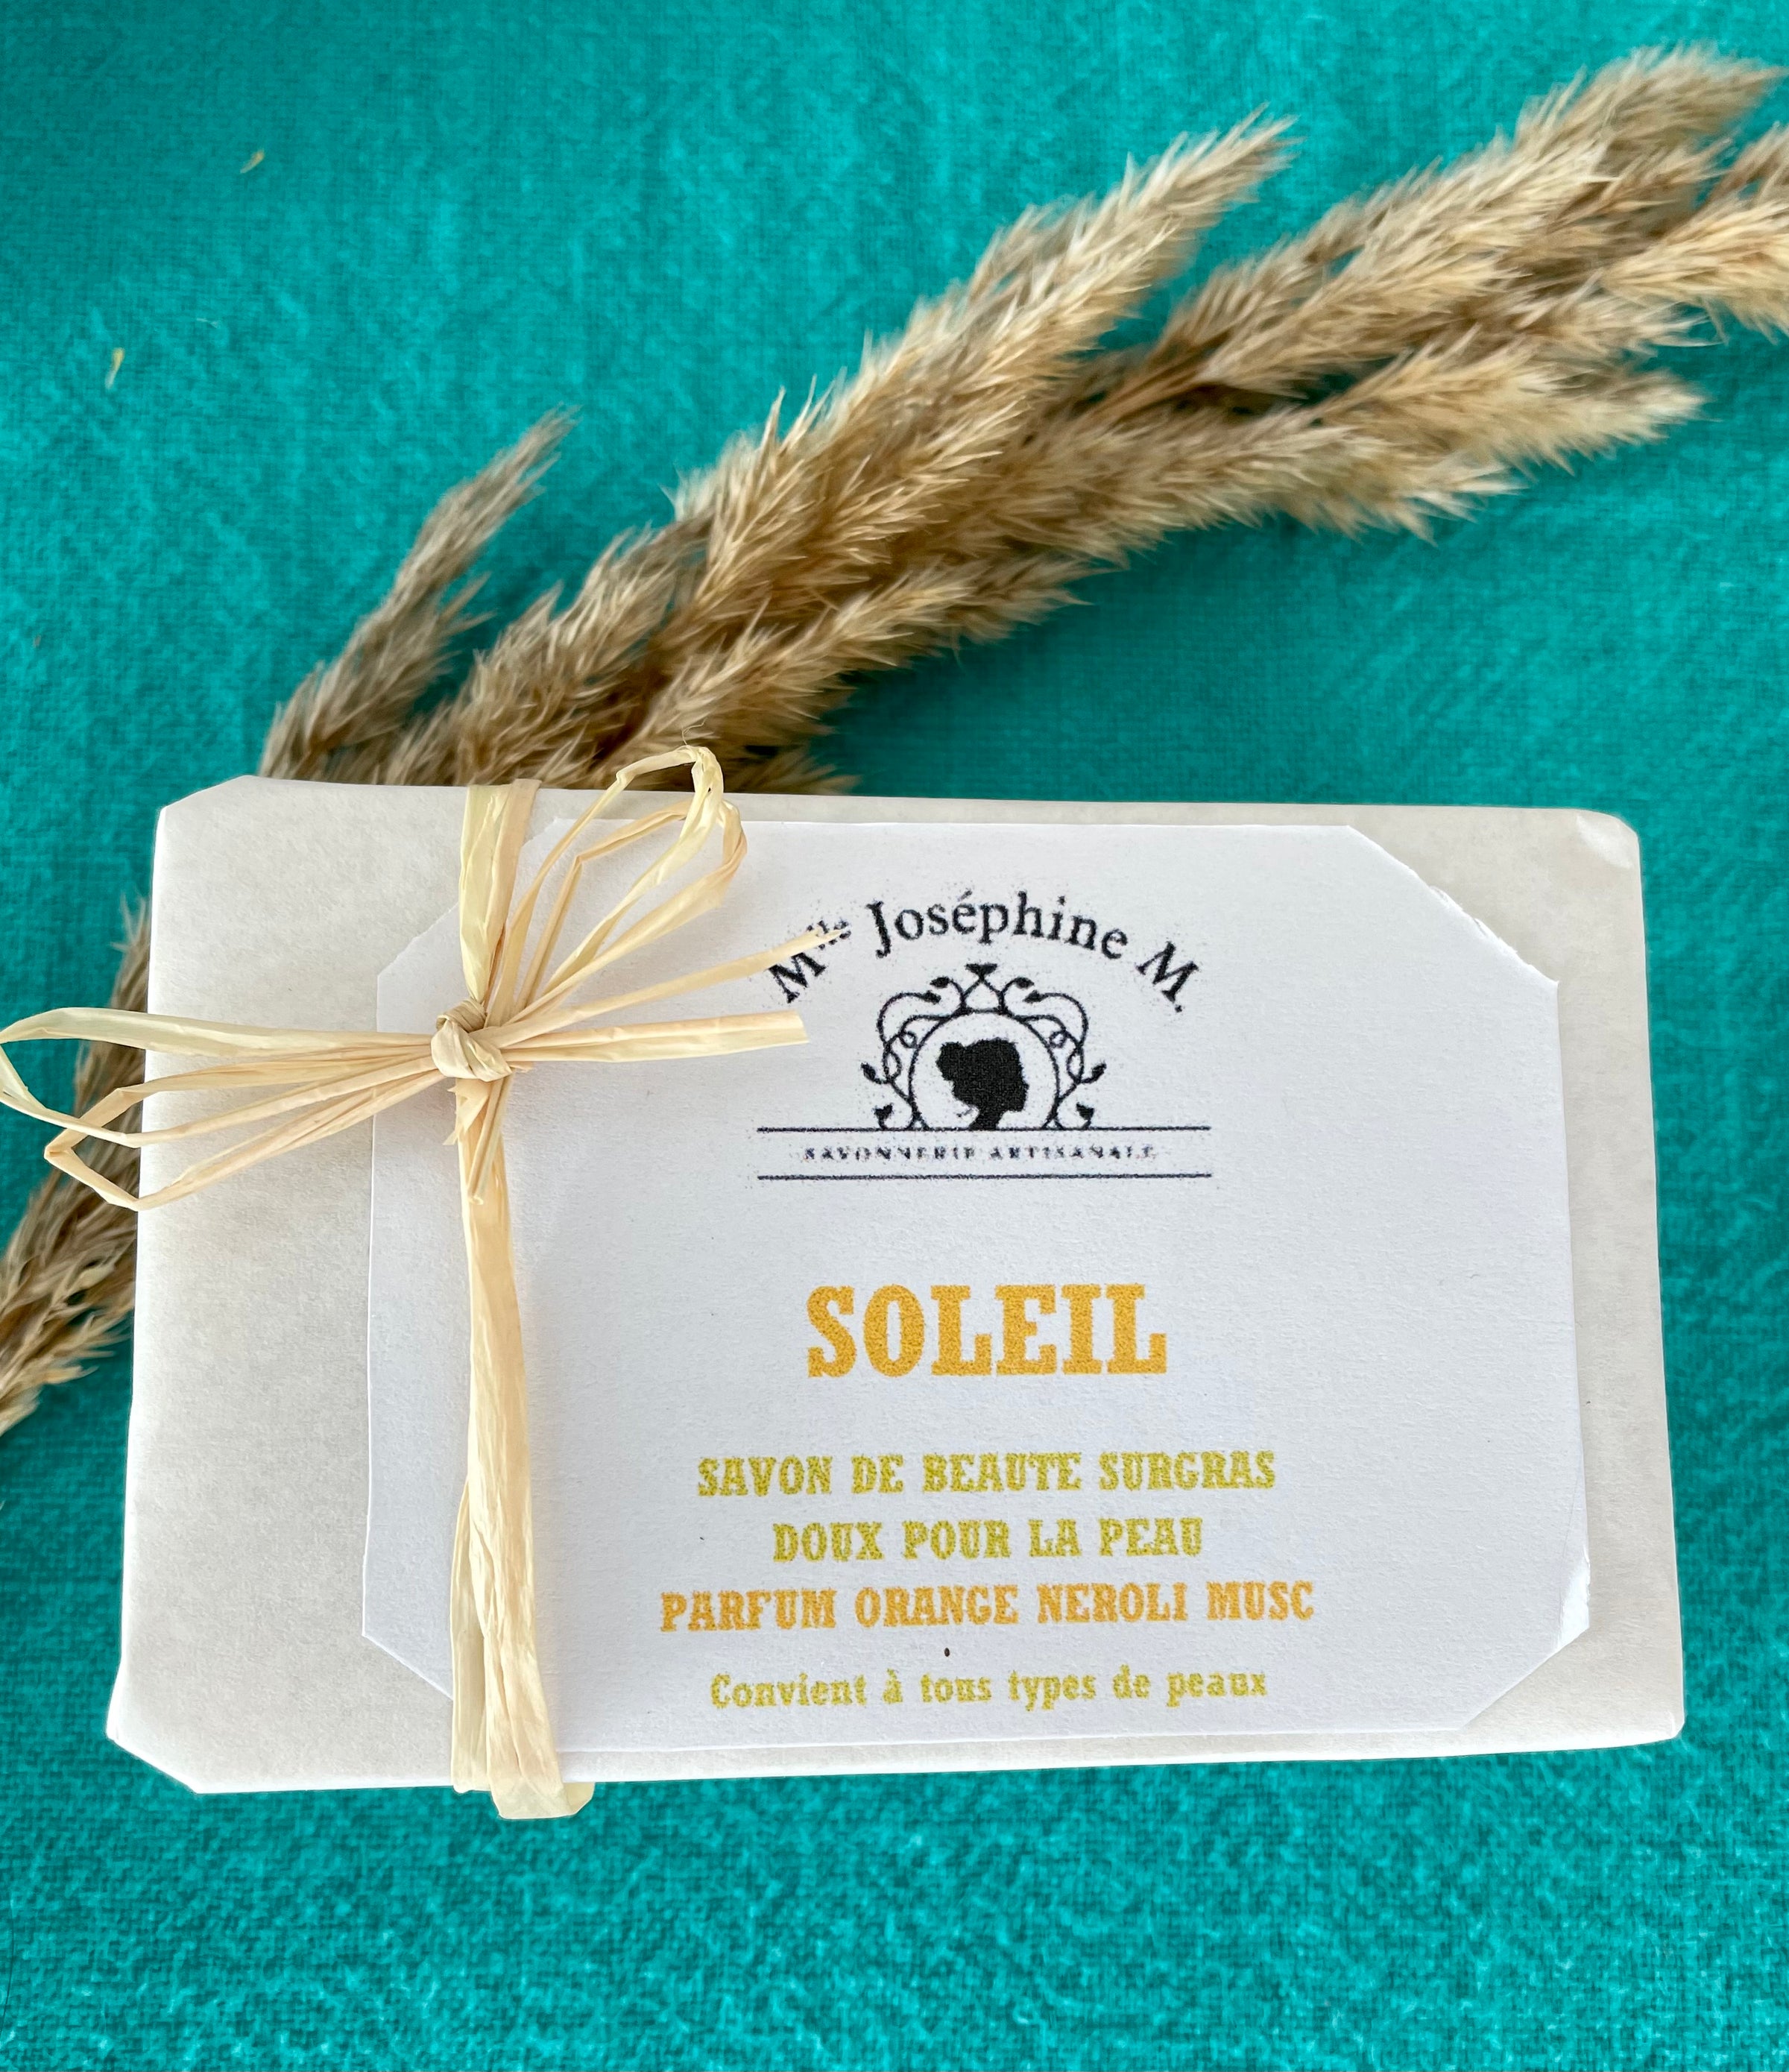 Mlle Joséphine M.
SAVONNERIE ARTISANALE
SOLEIL
SAVON DE BEAUTE SURGRAS
DOUX POUR LA PEAU
PARFUM ORANGE NEROLI MUSC
Convient à tous types de peaux